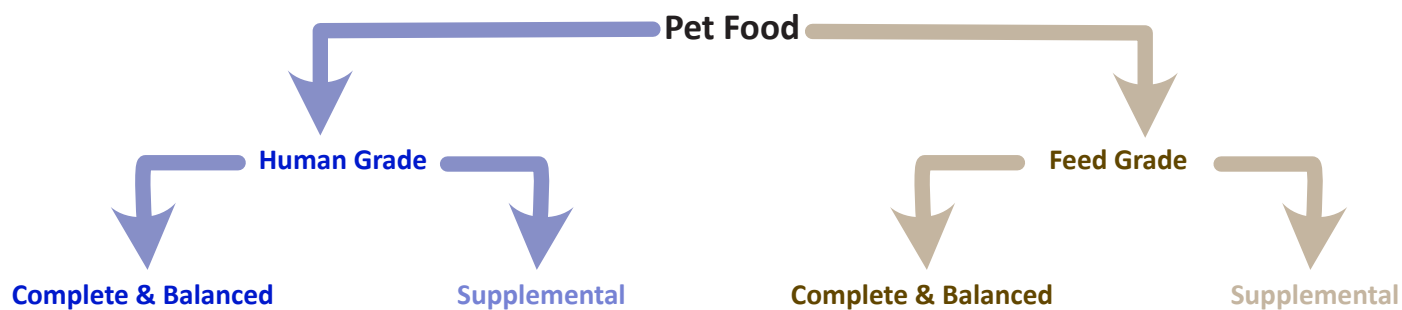 Pet Food
Human Grade
Feed Grade
Complete & Balanced
Supplemental
Complete & Balanced
Supplemental